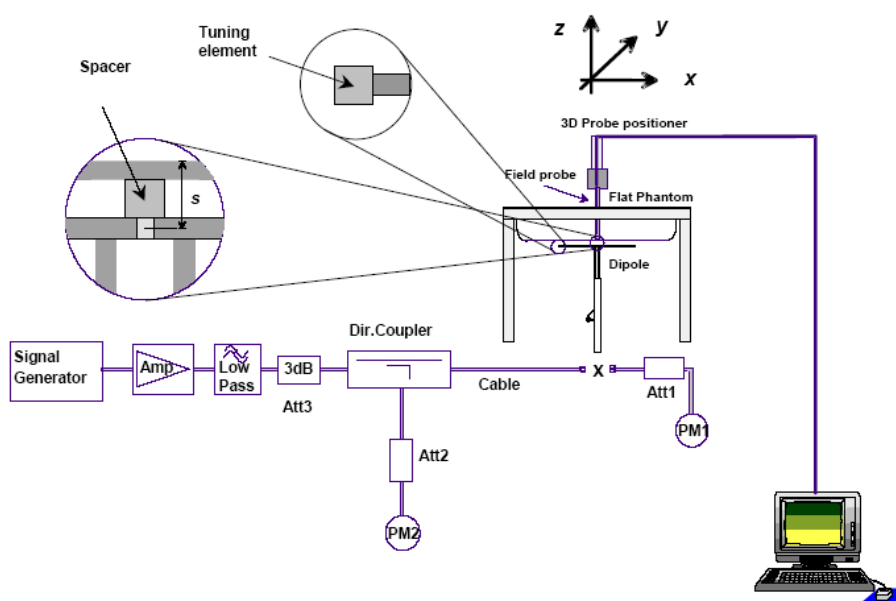 Tuning
element
Spacer
s
z
y
x
3D Probe positioner
Field probe
Flat Phantom
Dipole
Dir.Coupler
Signal
Generator
Amp
Low
Pass
3dB
Att3
Cable
X
Att1
PM1
Att2
PM2